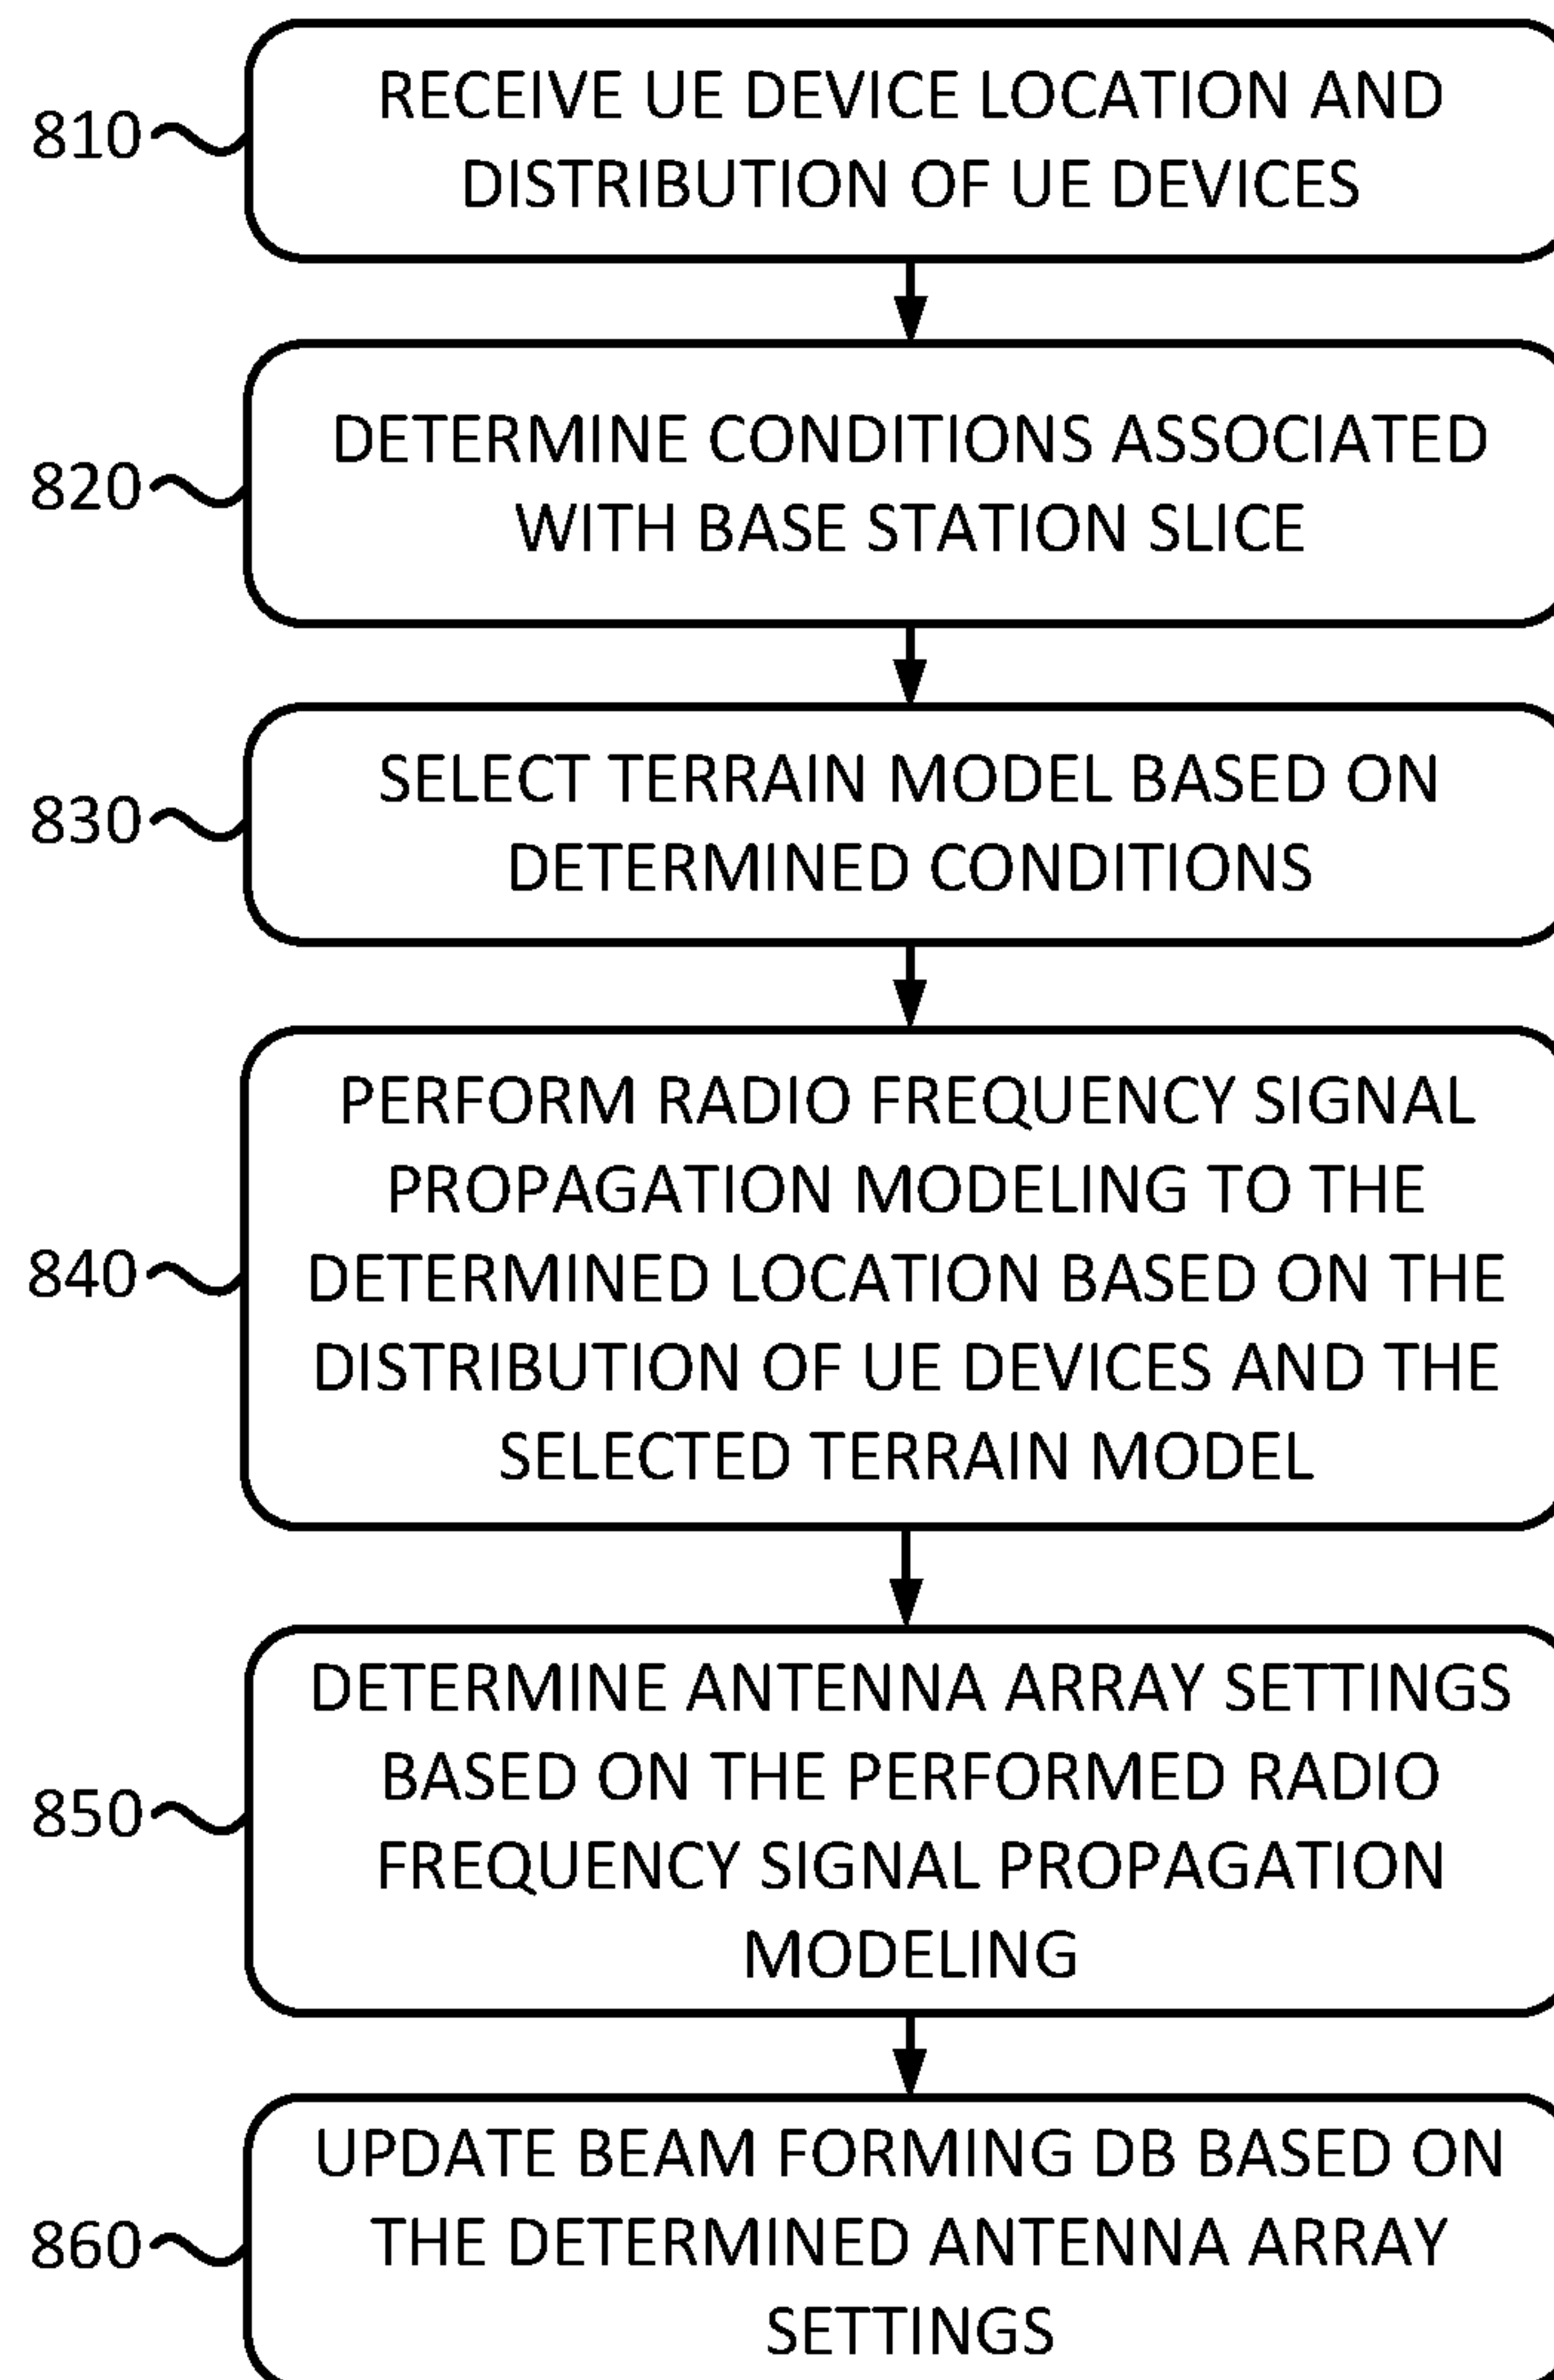 RECEIVE UE DEVICE LOCATION AND
810
DISTRIBUTION OF UE DEVICES
DETERMINE CONDITIONS ASSOCIATED
820
WITH BASE STATION SLICE
SELECT TERRAIN MODEL BASED ON
830
DETERMINED CONDITIONS
PERFORM RADIO FREQUENCY SIGNAL
PROPAGATION MODELING TO THE
840
DETERMINED LOCATION BASED ON THE
DISTRIBUTION OF UE DEVICES AND THE
SELECTED TERRAIN MODEL
DETERMINE ANTENNA ARRAY SETTINGS
BASED ON THE PERFORMED RADIO
850
FREQUENCY SIGNAL PROPAGATION
MODELING
UPDATE BEAM FORMING DB BASED ON
860
THE DETERMINED ANTENNA ARRAY
SETTINGS